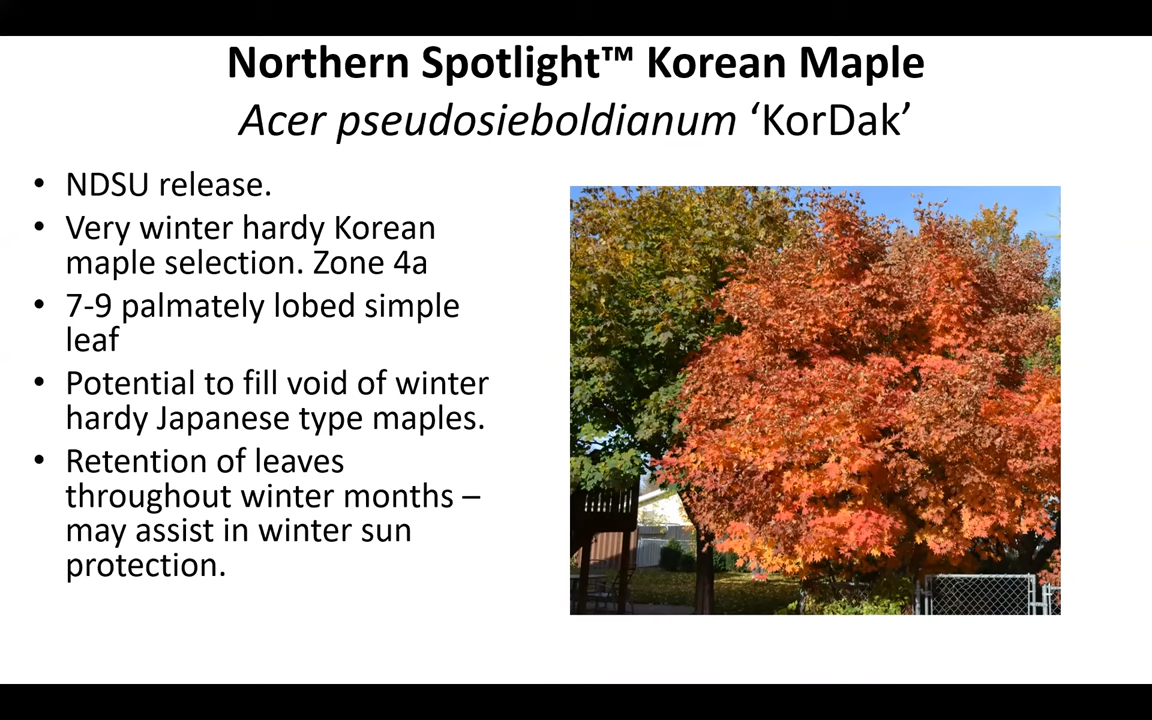 Northern Spotlight™ Korean Maple
Acer pseudosieboldianum ‘KorDak’
• NDSU release.
• Very winter hardy Korean
maple selection. Zone 4a
• 7-9 palmately lobed simple
leaf
• Potential to fill void of winter
hardy Japanese type maples.
• Retention of leaves
throughout winter months –
may assist in winter sun
protection.